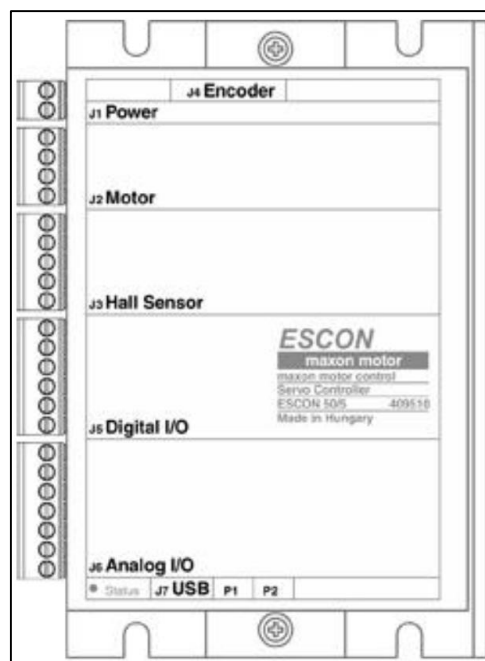 J4 Encoder
J1 Power
J2 Motor
J3 Hall Sensor
ESCON
maxon motor
maxon motor control
Servo Controller
ESCON 50/5 409510
Made in Hungary
J5 Digital I/O
J6 Analog I/O
Status J7 USB P1 P2